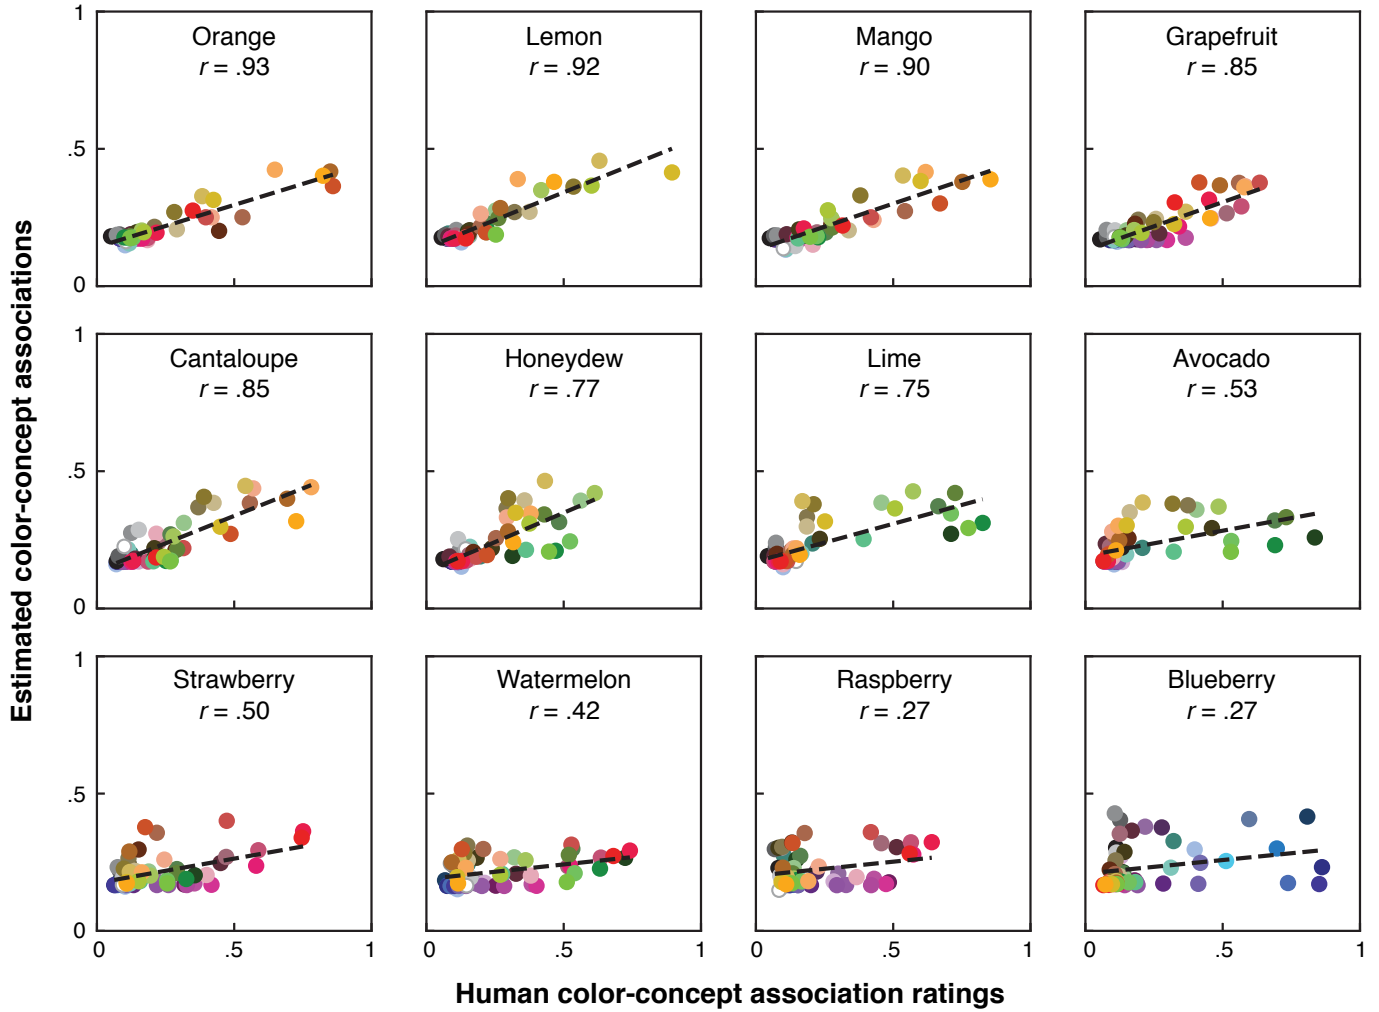 Estimated color-concept associations
1
.5
0
Orange
r = .93
Lemon
r = .92
Mango
r = .90
Grapefruit
r = .85
1
.5
0
Cantaloupe
r = .85
Honeydew
r = .77
Lime
r = .75
Avocado
r = .53
1
.5
0
Strawberry
r = .50
Watermelon
r = .42
Raspberry
r = .27
Blueberry
r = .27
0 .5 1
0 .5 1
0 .5 1
0 .5 1
Human color-concept association ratings